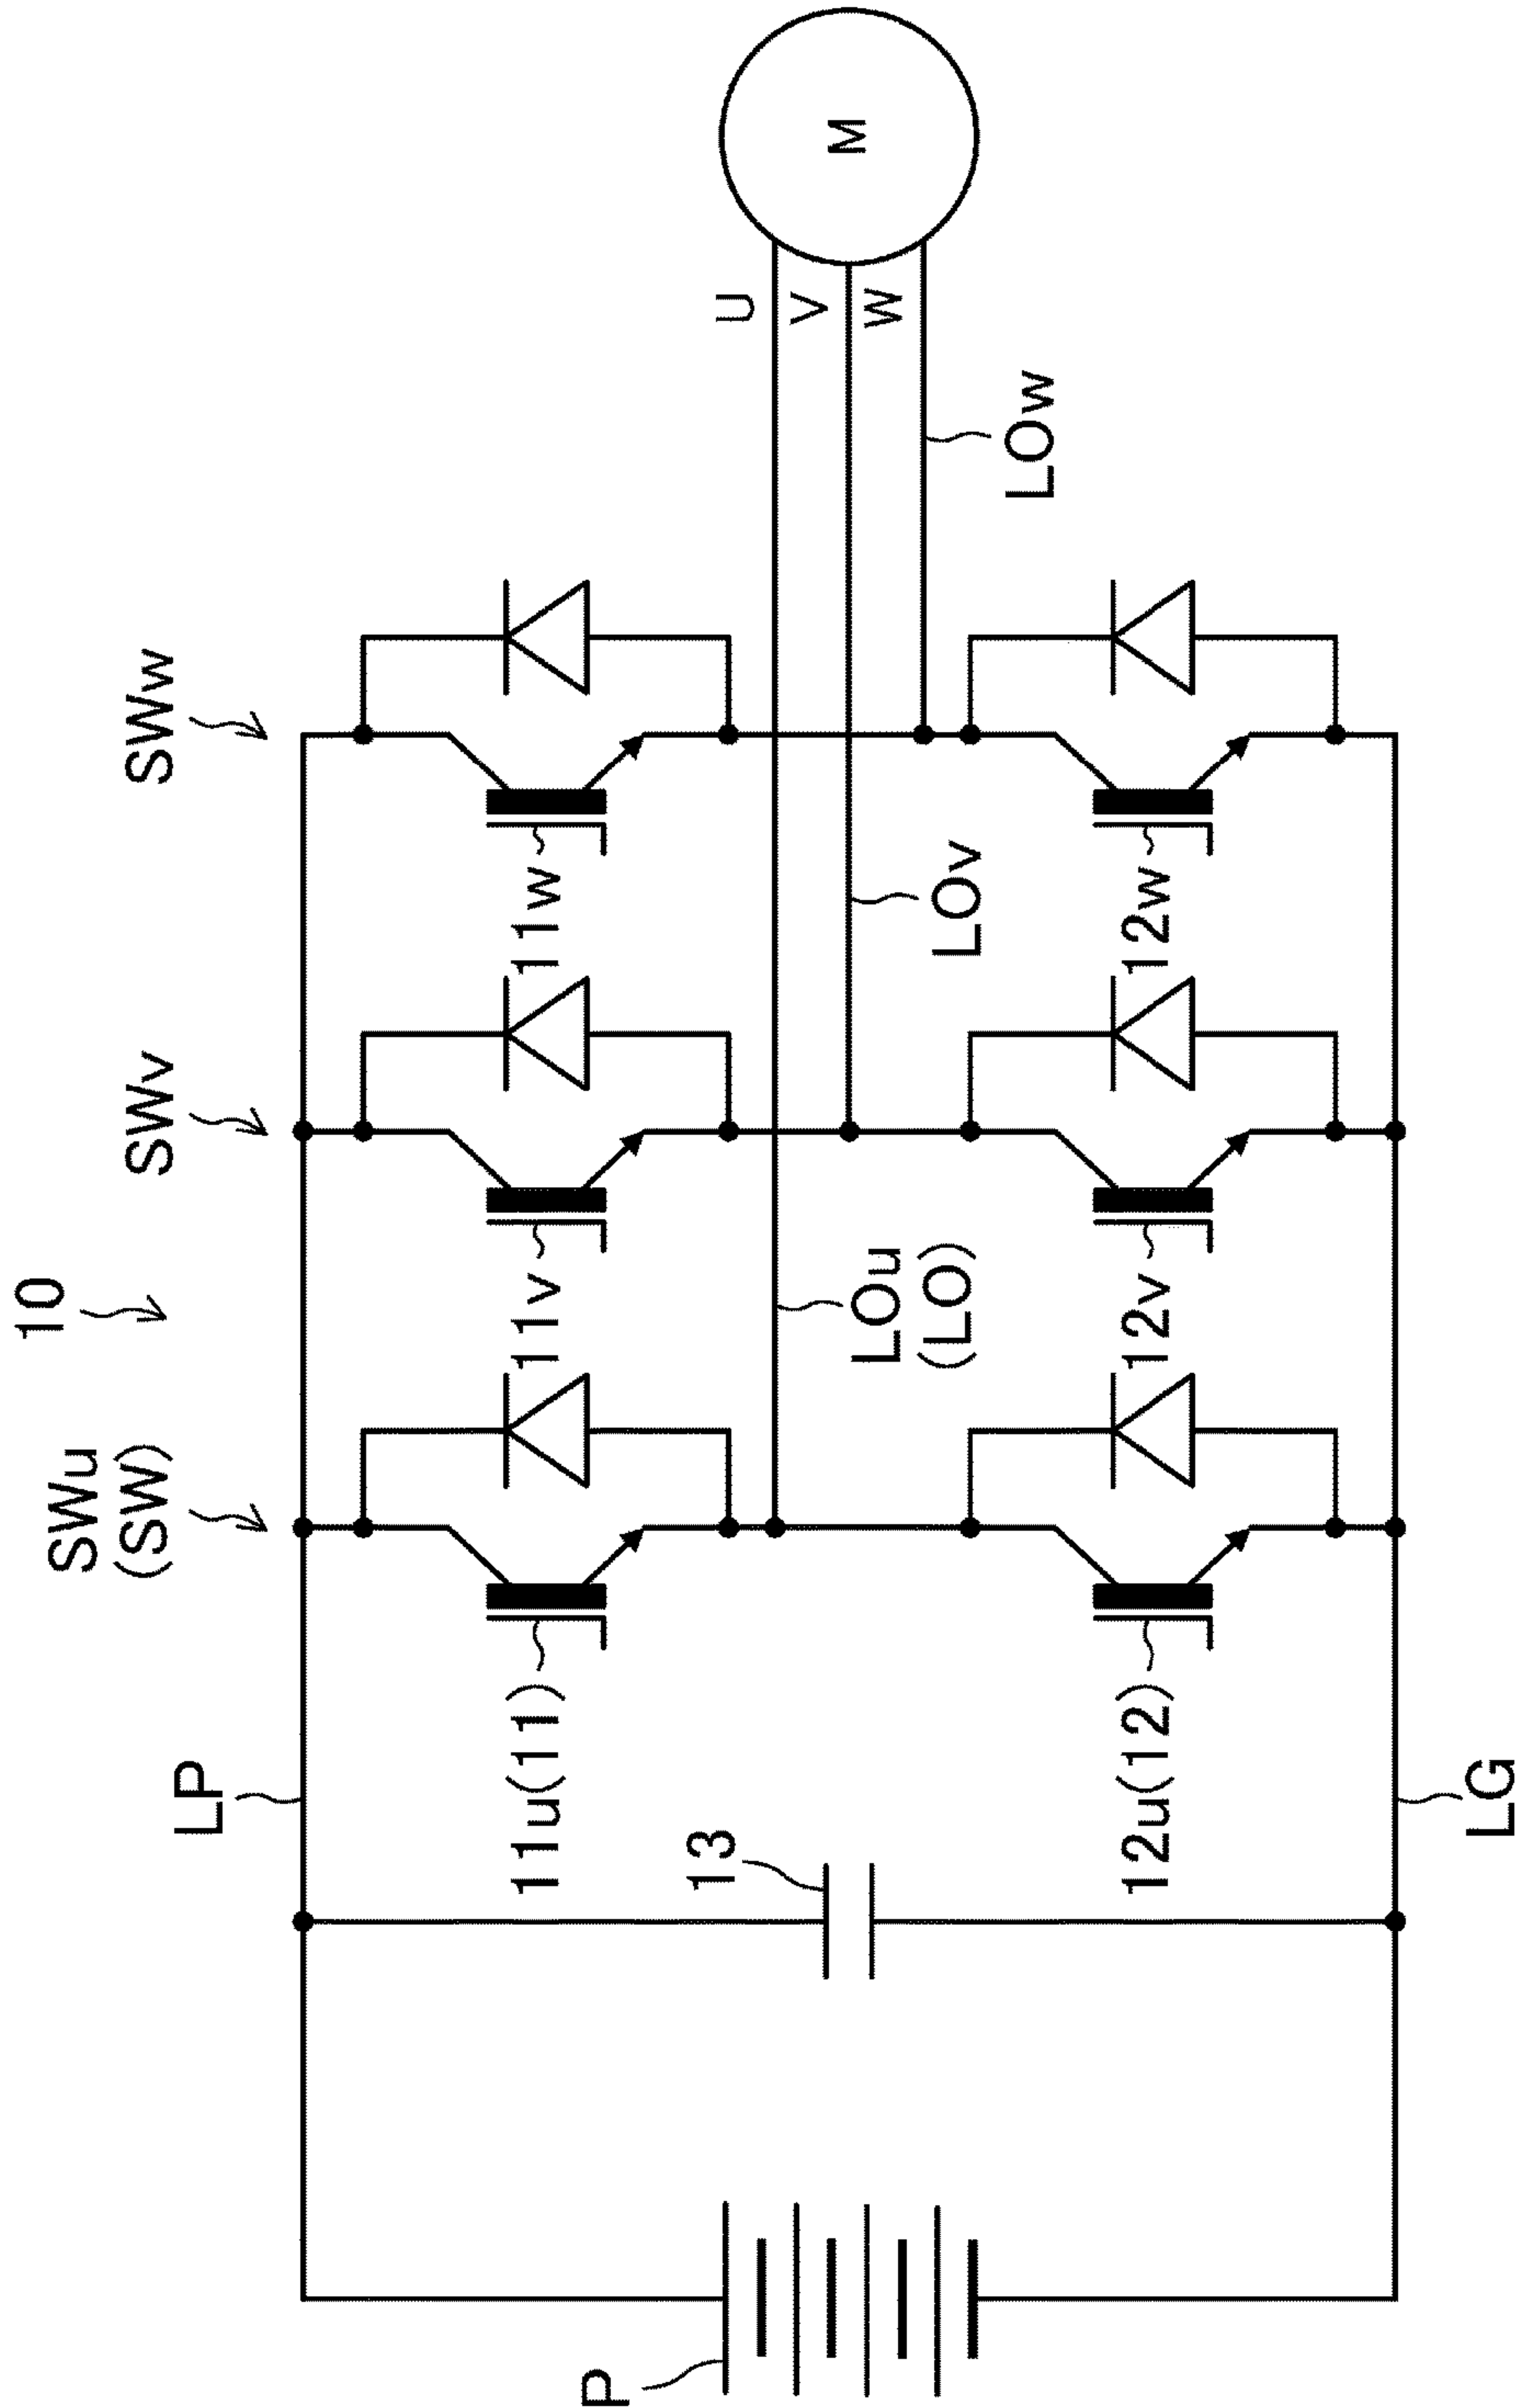 10
SWu
(SW)
SWv
SWw
LP
11u(11)
11v
11w
13
U
V
W
M
LOu
(LO)
LOv
LOw
12u(12)
12v
12w
P
LG